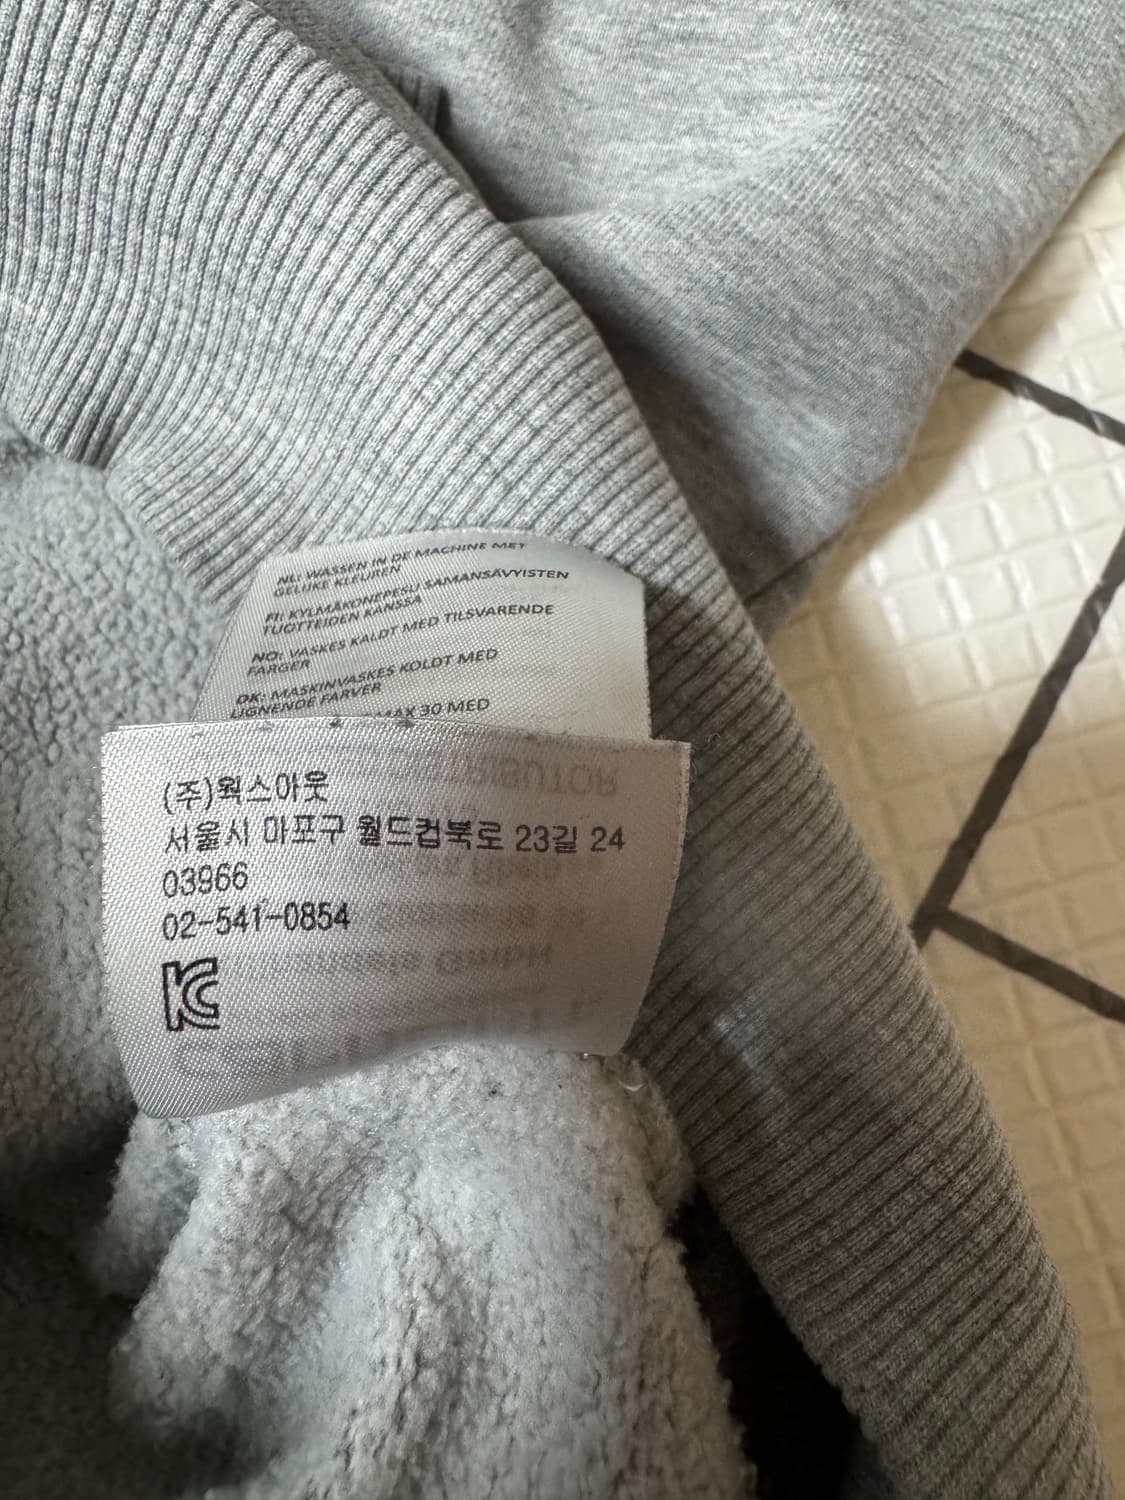 NL: WASSEN IN DE MACHINE MET
GELIJKE KLEUREN
FI: KYLMÄKONEPESU SAMANSÄVYISTEN
TUOTTEIDEN KANSSA
NO: VASKES KALDT MED TILSVARENDE
FARGER
DK: MASKINVASKES KOLDT MED
LIGNENDE FARVER
MAX 30 MED
(주)웍스아웃
서울시 마포구 월드컵북로 23길 24
03966
02-541-0854